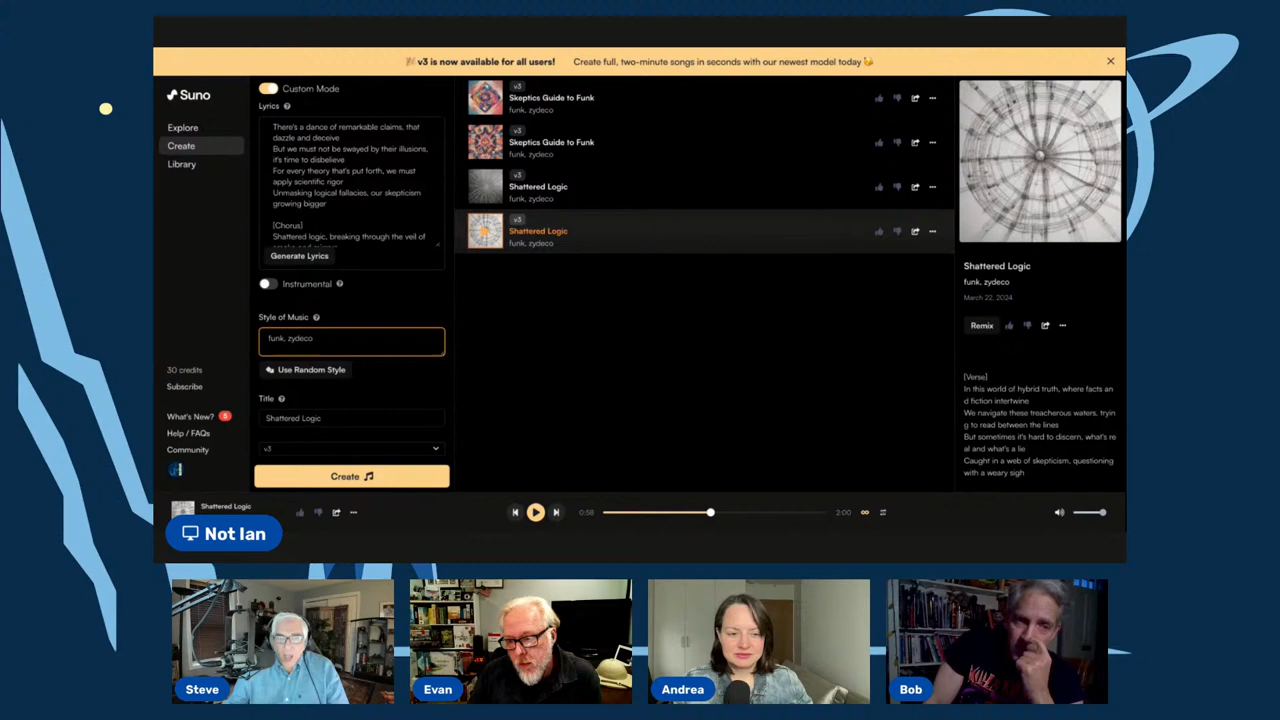 v3 is now available for all users! Create full, two-minute songs in seconds with our newest model today
Suno
Explore
Create
Library
30 credits
Subscribe
What's New? 5
Help / FAQs
Community
Custom Mode
Lyrics
There's a dance of remarkable claims, that
dazzle and deceive
But we must not be swayed by their illusions,
it's time to disbelieve
For every theory that's put forth, we must
apply scientific rigor
Unmasking logical fallacies, our skepticism
growing bigger
[Chorus]
Shattered logic, breaking through the veil of
Generate Lyrics
Instrumental
Style of Music
funk, zydeco
Use Random Style
Title
Shattered Logic
v3
Create
v3
Skeptics Guide to Funk
funk, zydeco
v3
Skeptics Guide to Funk
funk, zydeco
v3
Shattered Logic
funk, zydeco
v3
Shattered Logic
funk, zydeco
Shattered Logic
funk, zydeco
March 22, 2024
Remix
[Verse]
In this world of hybrid truth, where facts an
d fiction intertwine
We navigate these treacherous waters, tryin
g to read between the lines
But sometimes it's hard to discern, what's re
al and what's a lie
Caught in a web of skepticism, questioning
with a weary sigh
Shattered Logic
0:58
2:00
Not Ian
Steve
Evan
Andrea
Bob